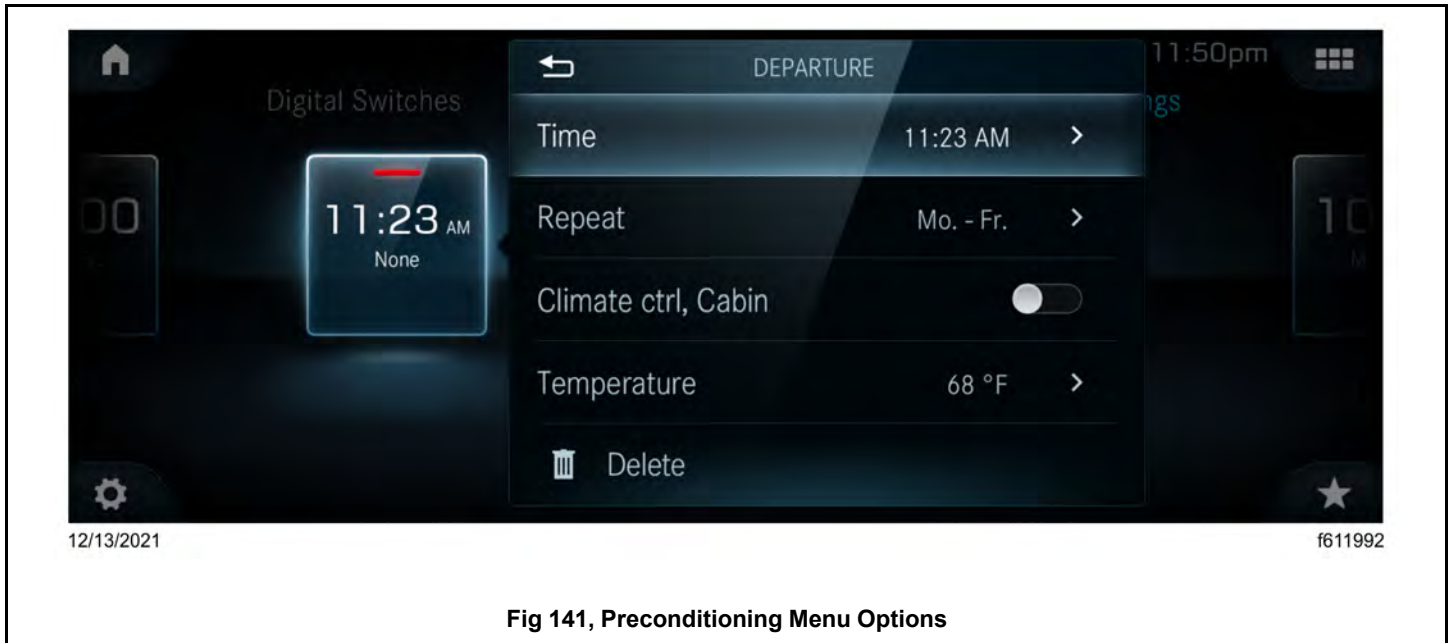 11:50pm
Digital Switches
DEPARTURE
Time 11:23 AM
11:23 AM
None
Repeat Mo. - Fr.
Climate ctrl, Cabin
Temperature 68 °F
Delete
12/13/2021 f611992
Fig 141, Preconditioning Menu Options